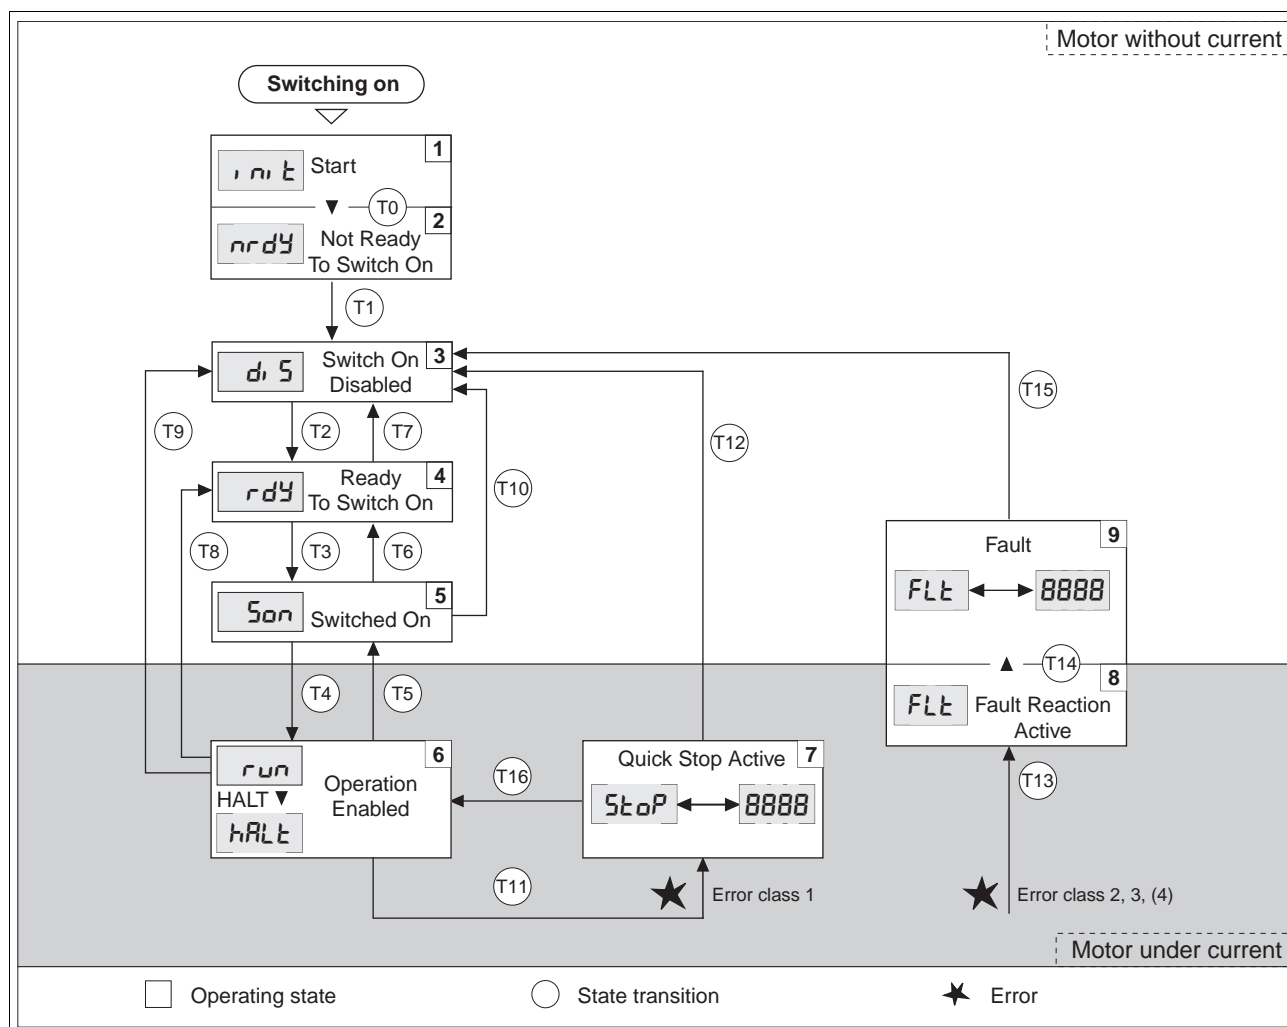 Motor without current
Switching on
1
init Start
T0
2
nrdy Not Ready
To Switch On
T1
3
diS Switch On
Disabled
T9
T2
T7
T12
T15
4
rdy Ready
To Switch On
T10
T8
T3
T6
9
Fault
FLt 8888
5
Son Switched On
T4
T5
T14
8
FLt Fault Reaction
Active
6
run
HALT
hALt
Operation
Enabled
T16
7
Quick Stop Active
StoP 8888
T13
T11
Error class 1
Error class 2, 3, (4)
Motor under current
Operating state
State transition
Error